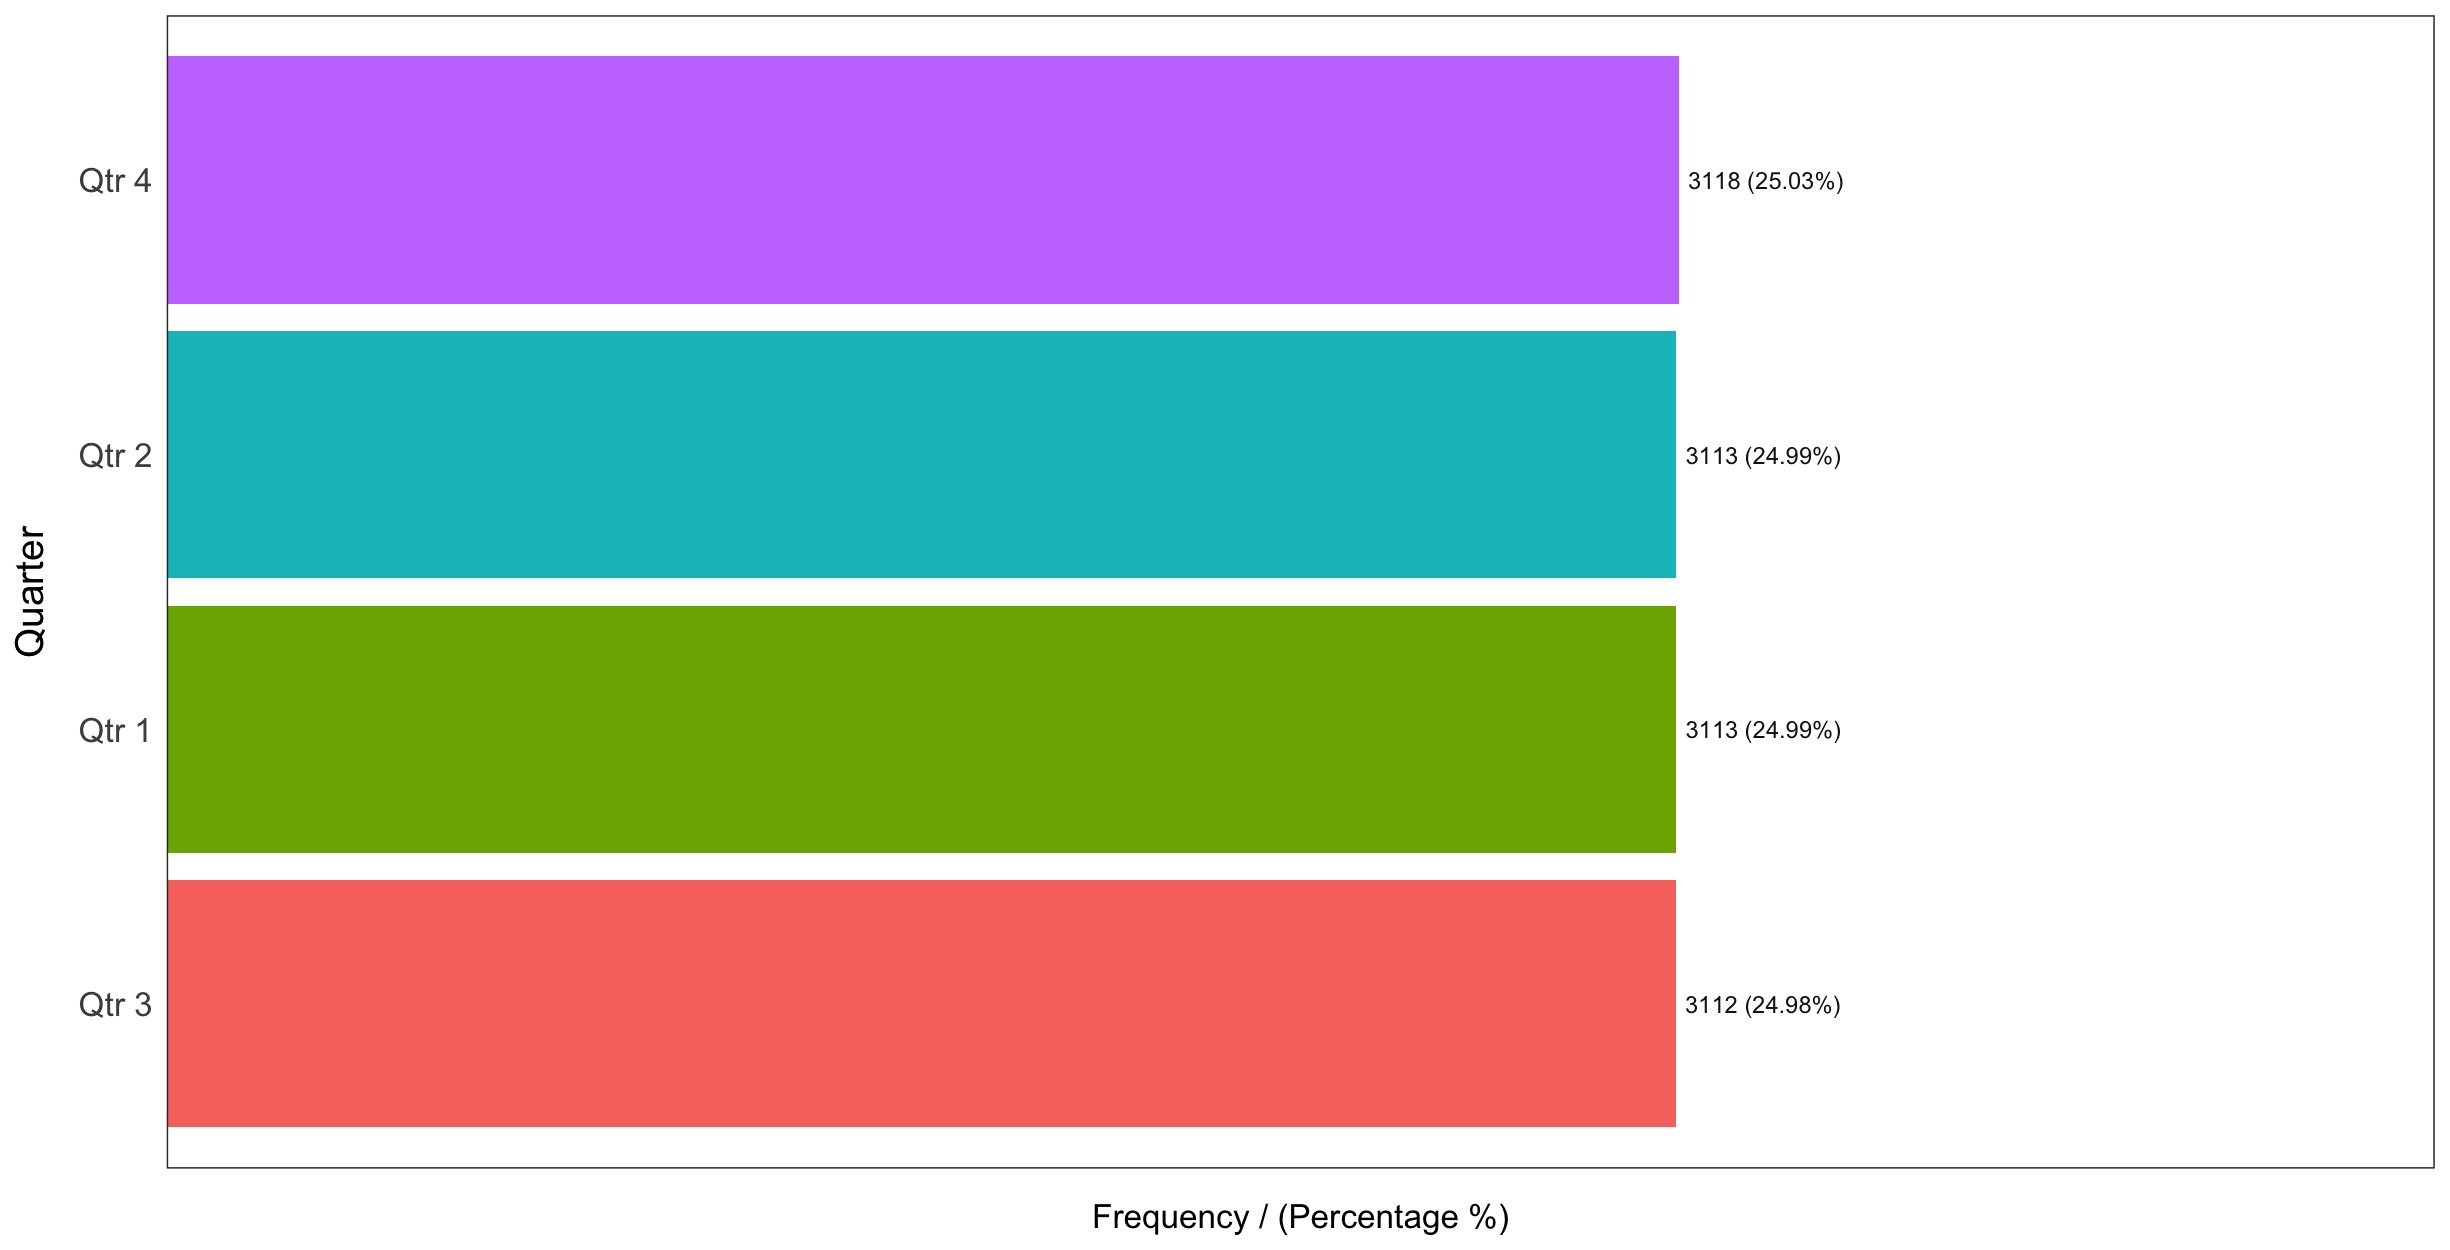 Qtr 4
3118 (25.03%)
Qtr 2
3113 (24.99%)
Quarter
Qtr 1
3113 (24.99%)
Qtr 3
3112 (24.98%)
Frequency / (Percentage %)